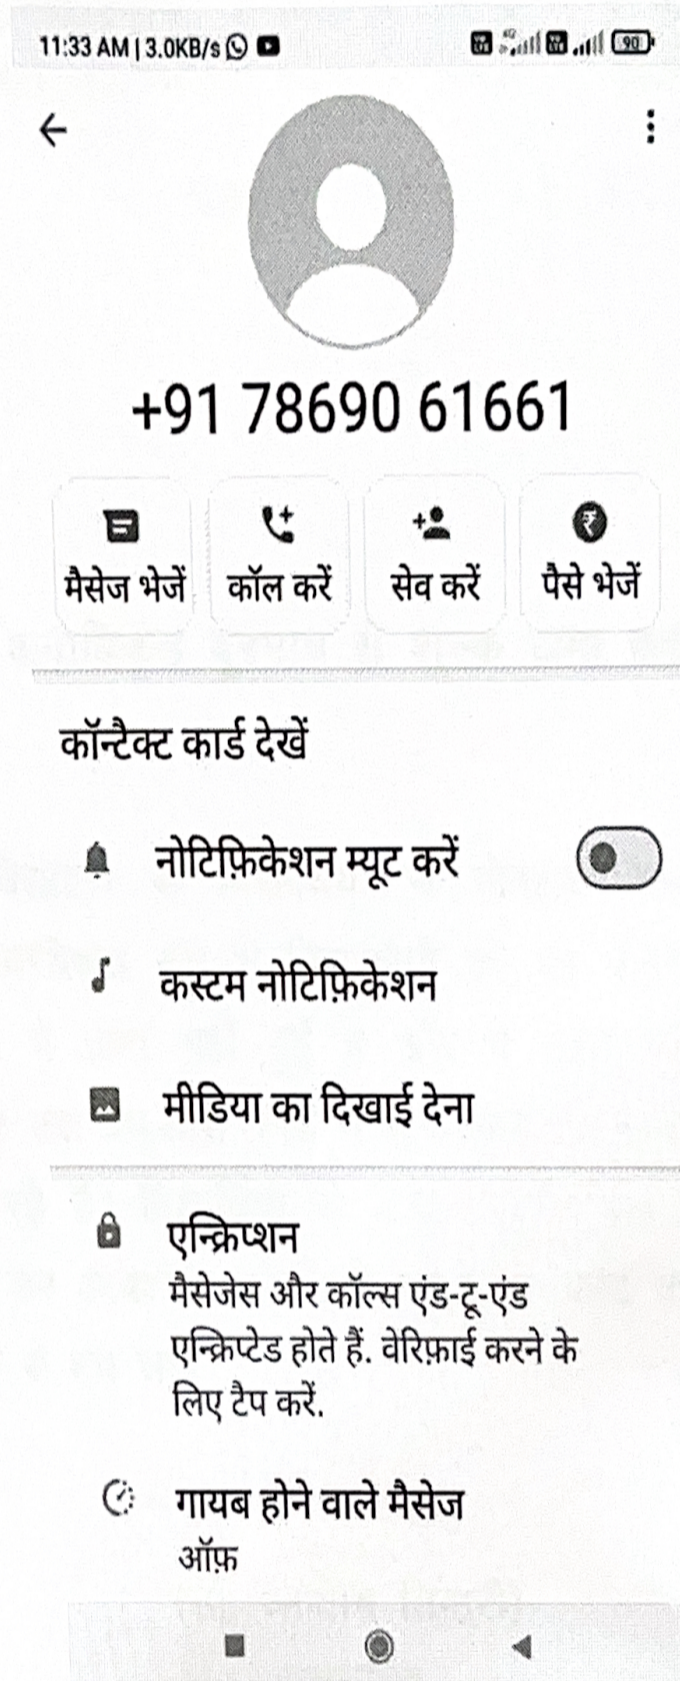 11:33 AM | 3.0KB/s
90
+91 78690 61661
मैसेज भेजें कॉल करें सेव करें पैसे भेजें
कॉन्टैक्ट कार्ड देखें
नोटिफ़िकेशन म्यूट करें
कस्टम नोटिफ़िकेशन
मीडिया का दिखाई देना
एन्क्रिप्शन
मैसेजेस और कॉल्स एंड-टू-एंड
एन्क्रिप्टेड होते हैं. वेरिफ़ाई करने के
लिए टैप करें.
गायब होने वाले मैसेज
ऑफ़